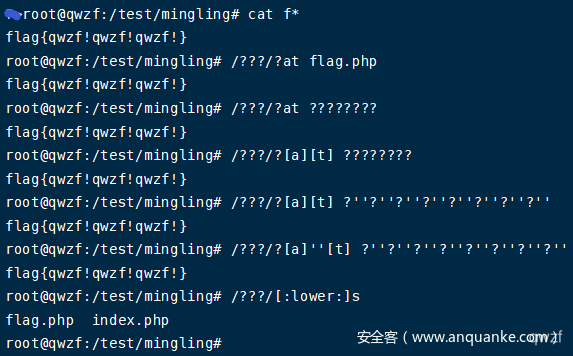 root@qwzf:/test/mingling# cat f*
flag{qwzf!qwzf!qwzf!}
root@qwzf:/test/mingling# /???/?at flag.php
flag{qwzf!qwzf!qwzf!}
root@qwzf:/test/mingling# /???/?at ????????
flag{qwzf!qwzf!qwzf!}
root@qwzf:/test/mingling# /???/?[a][t] ????????
flag{qwzf!qwzf!qwzf!}
root@qwzf:/test/mingling# /???/?[a][t] ?''?''?''?''?''?''?''?''
flag{qwzf!qwzf!qwzf!}
root@qwzf:/test/mingling# /???/?[a]''[t] ?''?''?''?''?''?''?''?''
flag{qwzf!qwzf!qwzf!}
root@qwzf:/test/mingling# /???/[:lower:]s
flag.php  index.php
root@qwzf:/test/mingling#
安全客（www.anquanke.com）
qwzf